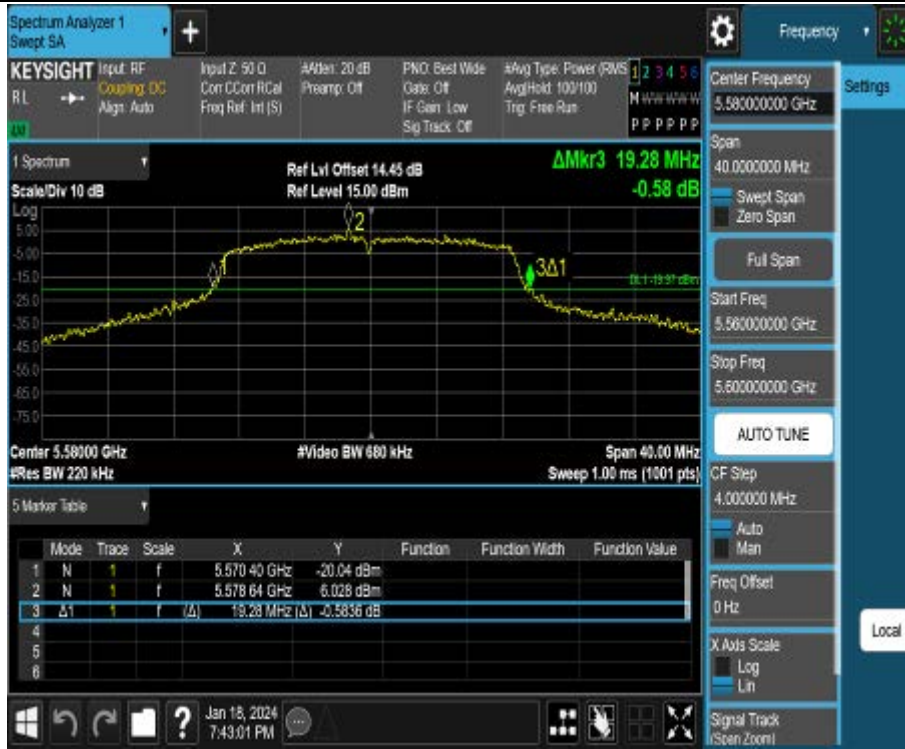 Spectrum Analyzer 1
Swept SA
Frequency
KEYSIGHT Input: RF
Coupling: DC
Align: Auto
RL
Input Z: 50 Ω
Corr CCorr RCal
Freq Ref: Int (S)
#Atten: 20 dB
Preamp: Off
PNO: Best Wide
Gate: Off
IF Gain: Low
Sig Track: Off
#Avg Type: Power (RMS
Avg|Hold: 100/100
Trig: Free Run
1 2 3 4 5 6
M W W W W W
P P P P P P
Center Frequency
5.580000000 GHz
Settings
Span
40.0000000 MHz
Swept Span
Zero Span
Full Span
Start Freq
5.560000000 GHz
Stop Freq
5.600000000 GHz
AUTO TUNE
CF Step
4.000000 MHz
Auto
Man
Freq Offset
0 Hz
X Axis Scale
Log
Lin
Signal Track
(Span Zoom)
Local
1 Spectrum
Scale/Div 10 dB
Ref Lvl Offset 14.45 dB
Ref Level 15.00 dBm
ΔMkr3 19.28 MHz
-0.58 dB
Log
5.00
-5.00
-15.0
-25.0
-35.0
-45.0
-55.0
-65.0
-75.0
1
2
3Δ1
DL1 -19.97 dBm
Center 5.58000 GHz
#Res BW 220 kHz
#Video BW 680 kHz
Span 40.00 MHz
Sweep 1.00 ms (1001 pts)
5 Marker Table
Mode Trace Scale X Y Function Function Width Function Value
1 N 1 f 5.570 40 GHz -20.04 dBm
2 N 1 f 5.578 64 GHz 6.028 dBm
3 Δ1 1 f (Δ) 19.28 MHz (Δ) -0.5836 dB
4
5
6
?
Jan 18, 2024
7:43:01 PM